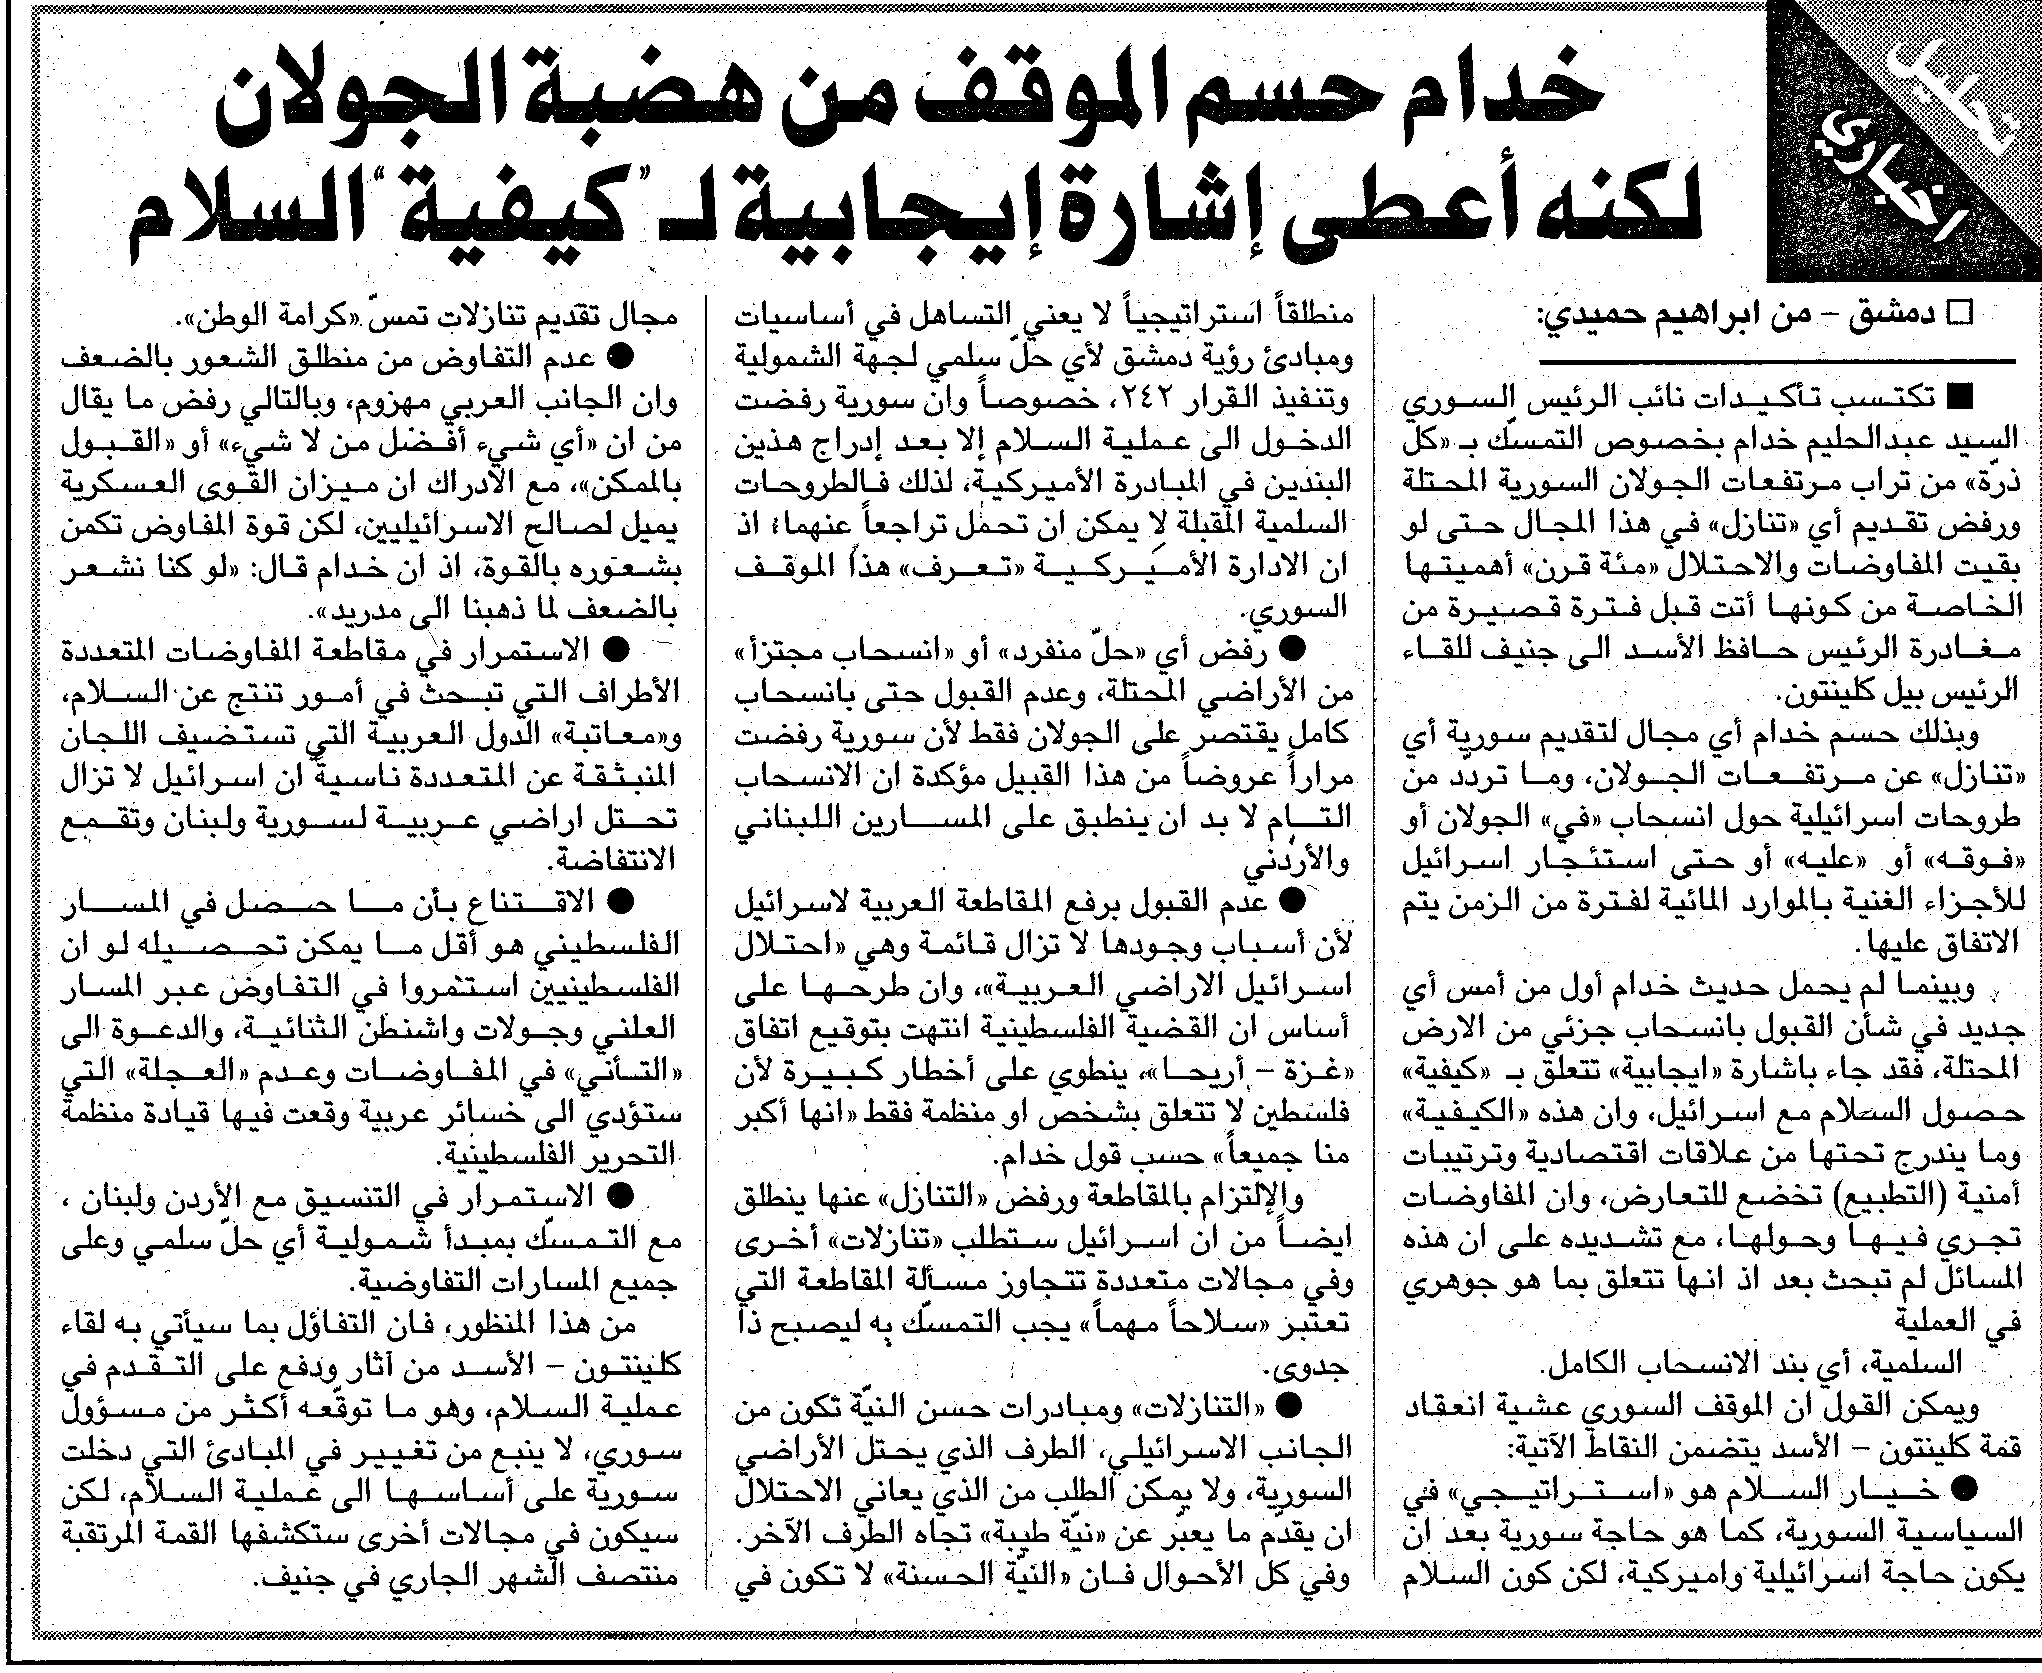 تحليل
اخباري
خدام حسم الموقف من هضبة الجولان
لكنه أعطى إشارة إيجابية لـ "كيفية" السلام
□ دمشق – من ابراهيم حميدي:
■ تكتسب تأكيدات نائب الرئيس السوري
السيد عبدالحليم خدام بخصوص التمسّك بـ «كل
ذرّة» من تراب مرتفعات الجولان السورية المحتلة
ورفض تقديم أي «تنازل» في هذا المجال حتى لو
بقيت المفاوضات والاحتلال «مئة قرن» أهميتها
الخاصة من كونها أتت قبل فترة قصيرة من
مغادرة الرئيس حافظ الأسد الى جنيف للقاء
الرئيس بيل كلينتون.
وبذلك حسم خدام أي مجال لتقديم سورية أي
«تنازل» عن مرتفعات الجولان، وما تردّد من
طروحات اسرائيلية حول انسحاب «في» الجولان أو
«فوقه» أو «عليه» أو حتى استئجار اسرائيل
للأجزاء الغنية بالموارد المائية لفترة من الزمن يتم
الاتفاق عليها.
وبينما لم يحمل حديث خدام أول من أمس أي
جديد في شأن القبول بانسحاب جزئي من الارض
المحتلة، فقد جاء باشارة «ايجابية» تتعلق بـ «كيفية»
حصول السلام مع اسرائيل، وان هذه «الكيفية»
وما يندرج تحتها من علاقات اقتصادية وترتيبات
أمنية (التطبيع) تخضع للتعارض، وان المفاوضات
تجري فيها وحولها، مع تشديده على ان هذه
المسائل لم تبحث بعد اذ انها تتعلق بما هو جوهري
في العملية
السلمية، أي بند الانسحاب الكامل.
ويمكن القول ان الموقف السوري عشية انعقاد
قمة كلينتون – الأسد يتضمن النقاط الآتية:
● خيار السلام هو «استراتيجي» في
السياسية السورية، كما هو حاجة سورية بعد ان
يكون حاجة اسرائيلية واميركية، لكن كون السلام
منطلقاً استراتيجياً لا يعني التساهل في أساسيات
ومبادئ رؤية دمشق لأي حلّ سلمي لجهة الشمولية
وتنفيذ القرار ٢٤٢، خصوصاً وان سورية رفضت
الدخول الى عملية السلام إلا بعد إدراج هذين
البندين في المبادرة الأميركية، لذلك فالطروحات
السلمية المقبلة لا يمكن ان تحمل تراجعاً عنهما؛ اذ
ان الادارة الأميركية «تعرف» هذا الموقف
السوري.
● رفض أي «حلّ منفرد» أو «انسحاب مجتزأ»
من الأراضي المحتلة، وعدم القبول حتى بانسحاب
كامل يقتصر على الجولان فقط لأن سورية رفضت
مراراً عروضاً من هذا القبيل مؤكدة ان الانسحاب
التام لا بد ان ينطبق على المسارين اللبناني
والأردني
● عدم القبول برفع المقاطعة العربية لاسرائيل
لأن أسباب وجودها لا تزال قائمة وهي «احتلال
اسرائيل الاراضي العربية»، وان طرحها على
أساس ان القضية الفلسطينية انتهت بتوقيع اتفاق
«غزة – أريحا»، ينطوي على أخطار كبيرة لأن
فلسطين لا تتعلق بشخص او منظمة فقط «انها أكبر
منا جميعاً» حسب قول خدام.
والإلتزام بالمقاطعة ورفض «التنازل» عنها ينطلق
ايضاً من ان اسرائيل ستطلب «تنازلات» أخرى
وفي مجالات متعددة تتجاوز مسألة المقاطعة التي
تعتبر «سلاحاً مهماً» يجب التمسّك به ليصبح ذا
جدوى.
● «التنازلات» ومبادرات حسن النيّة تكون من
الجانب الاسرائيلي، الطرف الذي يحتل الأراضي
السورية، ولا يمكن الطلب من الذي يعاني الاحتلال
ان يقدّم ما يعبّر عن «نيّة طيبة» تجاه الطرف الآخر.
وفي كل الأحوال فان «النيّة الحسنة» لا تكون في
مجال تقديم تنازلات تمسّ «كرامة الوطن».
● عدم التفاوض من منطلق الشعور بالضعف
وان الجانب العربي مهزوم، وبالتالي رفض ما يقال
من ان «أي شيء أفضل من لا شيء» أو «القبول
بالممكن»، مع الادراك ان ميزان القوى العسكرية
يميل لصالح الاسرائيليين، لكن قوة المفاوض تكمن
بشعوره بالقوة، اذ ان خدام قال: «لو كنا نشعر
بالضعف لما ذهبنا الى مدريد».
● الاستمرار في مقاطعة المفاوضات المتعددة
الأطراف التي تبحث في أمور تنتج عن السلام،
و«معاتبة» الدول العربية التي تستضيف اللجان
المنبثقة عن المتعددة ناسية ان اسرائيل لا تزال
تحتل اراضي عربية لسورية ولبنان وتقمع
الانتفاضة.
● الاقتناع بأن ما حصل في المسار
الفلسطيني هو أقل ما يمكن تحصيله لو ان
الفلسطينيين استثمروا في التفاوض عبر المسار
العلني وجولات واشنطن الثنائية، والدعوة الى
«التأني» في المفاوضات وعدم «العجلة» التي
ستؤدي الى خسائر عربية وقعت فيها قيادة منظمة
التحرير الفلسطينية.
● الاستمرار في التنسيق مع الأردن ولبنان ،
مع التمسّك بمبدأ شمولية أي حلّ سلمي وعلى
جميع المسارات التفاوضية.
من هذا المنظور، فان التفاؤل بما سيأتي به لقاء
كلينتون – الأسد من آثار ودفع على التقدم في
عملية السلام، وهو ما توقّعه أكثر من مسؤول
سوري، لا ينبع من تغيير في المبادئ التي دخلت
سورية على أساسها الى عملية السلام، لكن
سيكون في مجالات أخرى ستكشفها القمة المرتقبة
منتصف الشهر الجاري في جنيف.